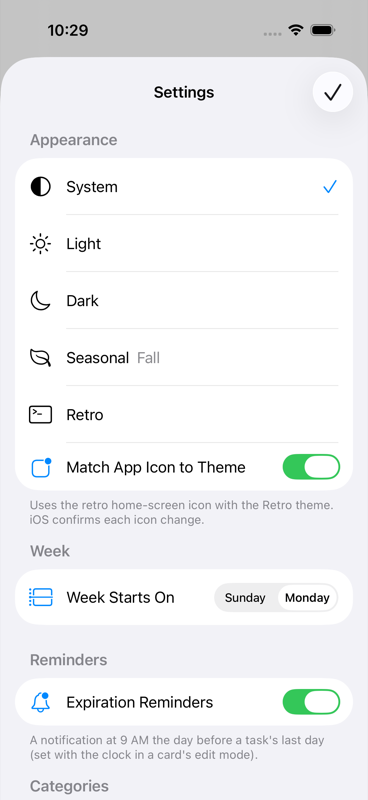 10:29
Settings
Appearance
System
Light
Dark
Seasonal Fall
Retro
Match App Icon to Theme
Uses the retro home-screen icon with the Retro theme.
iOS confirms each icon change.
Week
Week Starts On Sunday Monday
Reminders
Expiration Reminders
A notification at 9 AM the day before a task's last day
(set with the clock in a card's edit mode).
Categories